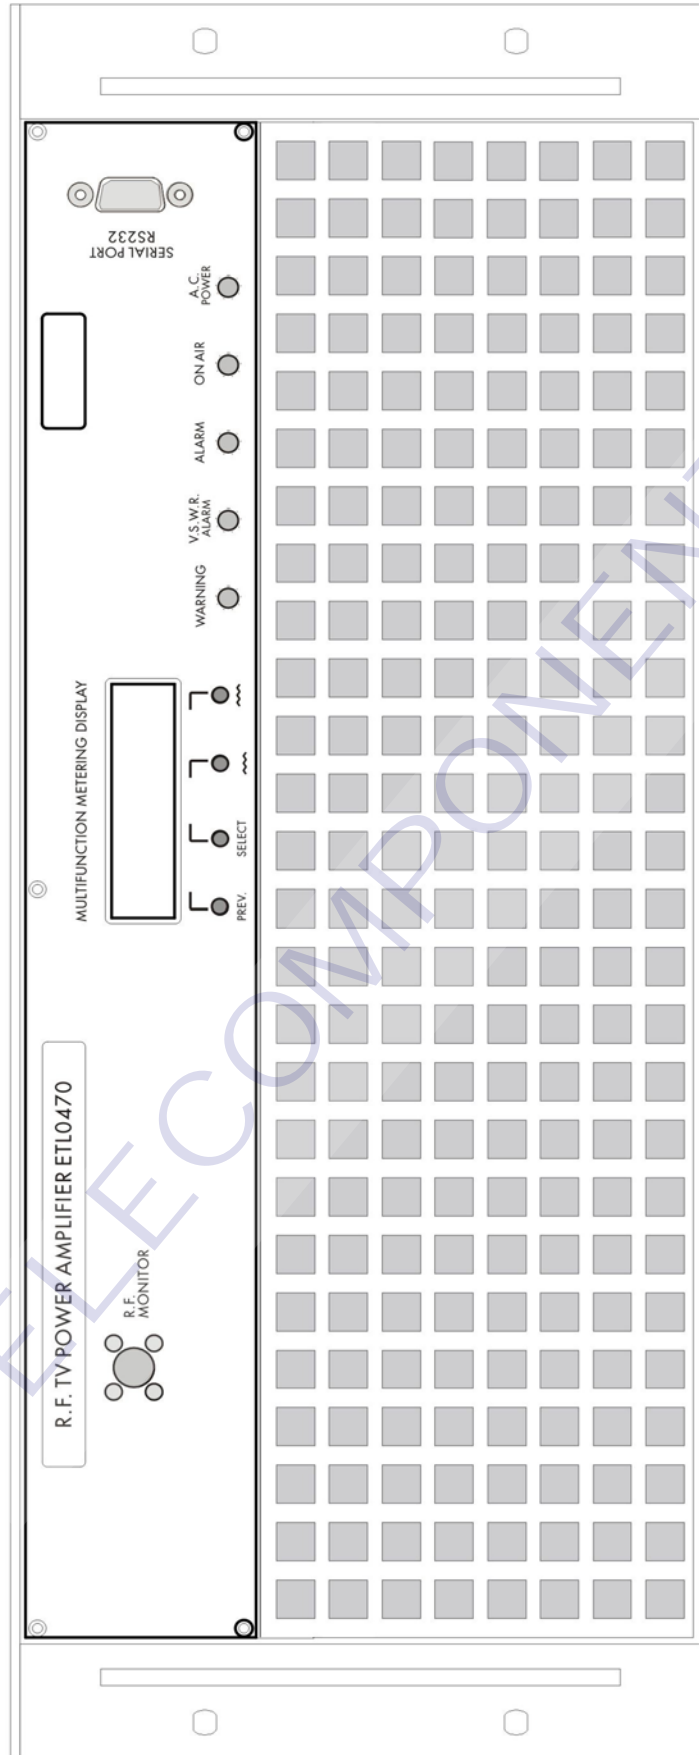 SERIAL PORT
RS232
A.C.
POWER
ON AIR
ALARM
V.S.W.R.
ALARM
WARNING
MULTIFUNCTION METERING DISPLAY
SELECT
PREV.
R.F. TV POWER AMPLIFIER ETL0470
R.F.
MONITOR
ELECOMPONEN